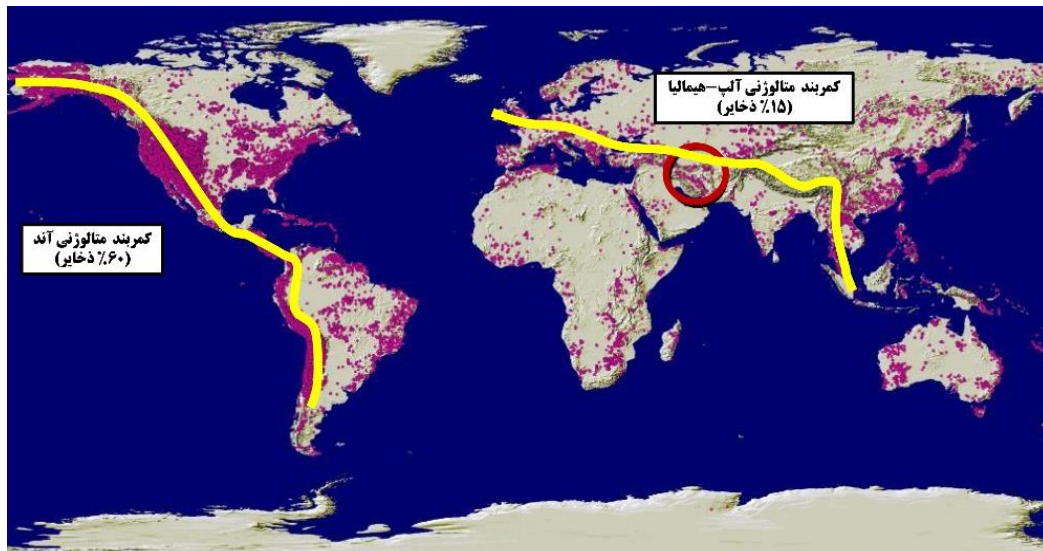 کمربند متالوژنی آلپ-هیمالیا
(۱۵٪ ذخایر)
کمربند متالوژنی آند
(۶۰٪ ذخایر)